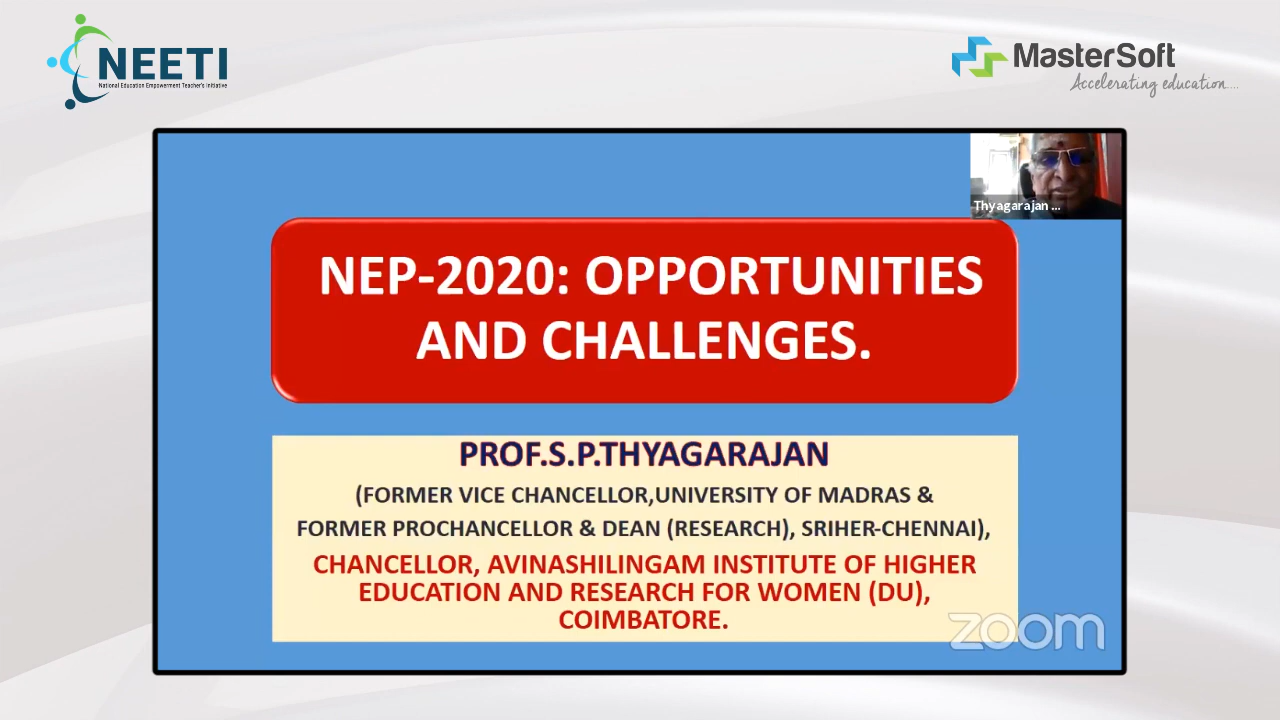 NEETI
National Education Empowerment Teacher's Initiative
MasterSoft
Accelerating education....
Thyagarajan ...
NEP-2020: OPPORTUNITIES
AND CHALLENGES.
PROF.S.P.THYAGARAJAN
(FORMER VICE CHANCELLOR,UNIVERSITY OF MADRAS &
FORMER PROCHANCELLOR & DEAN (RESEARCH), SRIHER-CHENNAI),
CHANCELLOR, AVINASHILINGAM INSTITUTE OF HIGHER
EDUCATION AND RESEARCH FOR WOMEN (DU),
COIMBATORE.
zoom